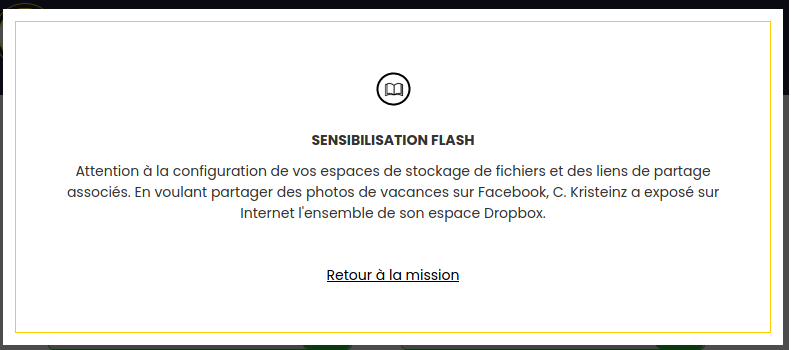 SENSIBILISATION FLASH
Attention à la configuration de vos espaces de stockage de fichiers et des liens de partage
associés. En voulant partager des photos de vacances sur Facebook, C. Kristeinz a exposé sur
Internet l'ensemble de son espace Dropbox.
Retour à la mission